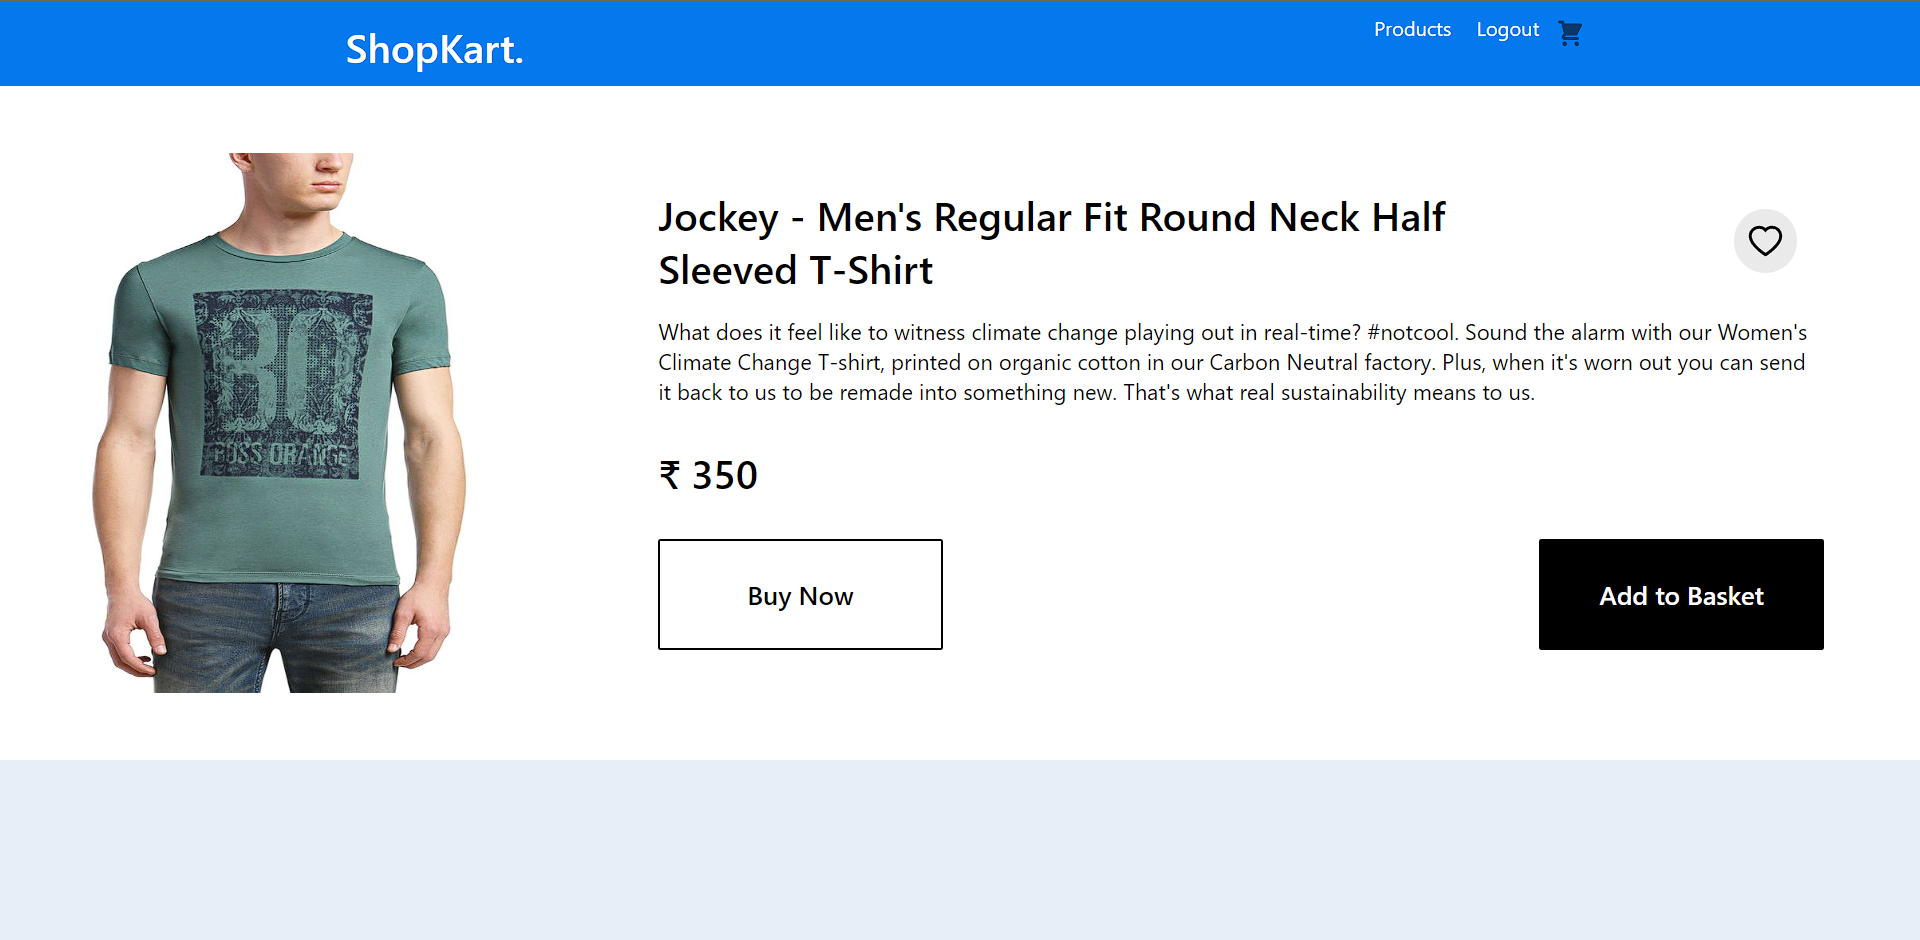 ShopKart.
Products Logout
Jockey - Men's Regular Fit Round Neck Half
Sleeved T-Shirt
What does it feel like to witness climate change playing out in real-time? #notcool. Sound the alarm with our Women's
Climate Change T-shirt, printed on organic cotton in our Carbon Neutral factory. Plus, when it's worn out you can send
it back to us to be remade into something new. That's what real sustainability means to us.
₹ 350
Buy Now
Add to Basket
80
BOSS ORANGE